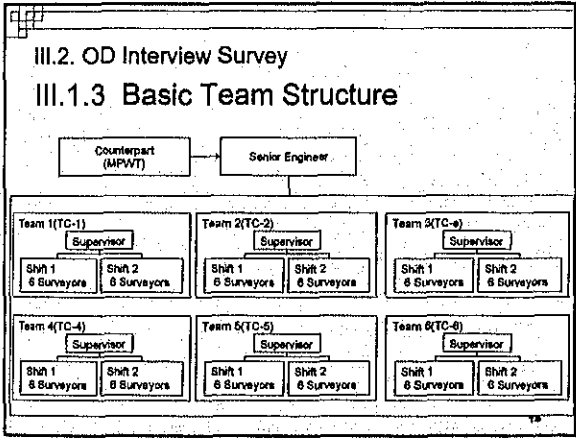 III.2. OD Interview Survey
III.1.3 Basic Team Structure
Counterpart
(MPWT)
Senior Engineer
Team 1(TC-1)
Supervisor
Shift 1
6 Surveyors
Shift 2
6 Surveyors
Team 2(TC-2)
Supervisor
Shift 1
6 Surveyors
Shift 2
6 Surveyors
Team 3(TC-e)
Supervisor
Shift 1
6 Surveyors
Shift 2
6 Surveyors
Team 4(TC-4)
Supervisor
Shift 1
6 Surveyors
Shift 2
6 Surveyors
Team 5(TC-5)
Supervisor
Shift 1
6 Surveyors
Shift 2
6 Surveyors
Team 6(TC-6)
Supervisor
Shift 1
6 Surveyors
Shift 2
6 Surveyors